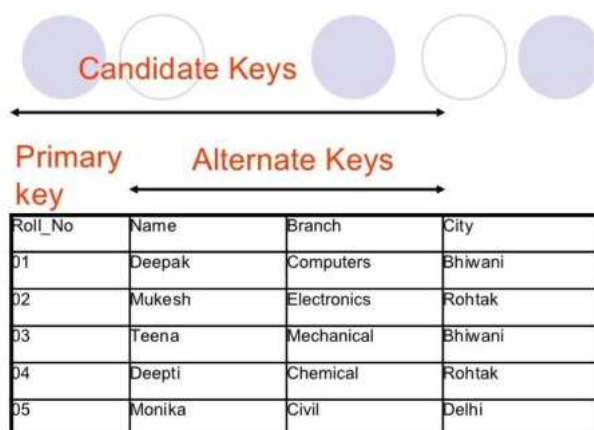 Candidate Keys
Primary key
Alternate Keys
Roll_No Name Branch City
01 Deepak Computers Bhiwani
02 Mukesh Electronics Rohtak
03 Teena Mechanical Bhiwani
04 Deepti Chemical Rohtak
05 Monika Civil Delhi